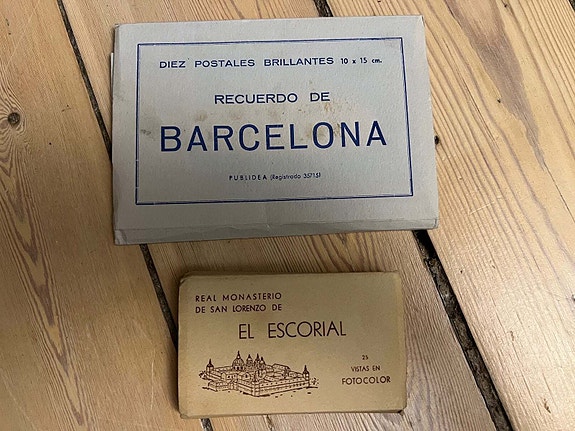 DIEZ POSTALES BRILLANTES 10 x 15 cm.
RECUERDO DE
BARCELONA
PUBLIDEA (Registrado 35715)
REAL MONASTERIO
DE SAN LORENZO DE
EL ESCORIAL
25
VISTAS EN
FOTOCOLOR